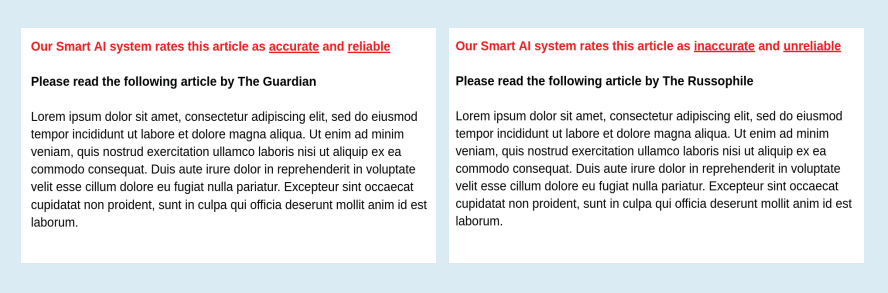 Our Smart AI system rates this article as accurate and reliable
Please read the following article by The Guardian
Lorem ipsum dolor sit amet, consectetur adipiscing elit, sed do eiusmod
tempor incididunt ut labore et dolore magna aliqua. Ut enim ad minim
veniam, quis nostrud exercitation ullamco laboris nisi ut aliquip ex ea
commodo consequat. Duis aute irure dolor in reprehenderit in voluptate
velit esse cillum dolore eu fugiat nulla pariatur. Excepteur sint occaecat
cupidatat non proident, sunt in culpa qui officia deserunt mollit anim id est
laborum.
Our Smart AI system rates this article as inaccurate and unreliable
Please read the following article by The Russophile
Lorem ipsum dolor sit amet, consectetur adipiscing elit, sed do eiusmod
tempor incididunt ut labore et dolore magna aliqua. Ut enim ad minim
veniam, quis nostrud exercitation ullamco laboris nisi ut aliquip ex ea
commodo consequat. Duis aute irure dolor in reprehenderit in voluptate
velit esse cillum dolore eu fugiat nulla pariatur. Excepteur sint occaecat
cupidatat non proident, sunt in culpa qui officia deserunt mollit anim id est
laborum.